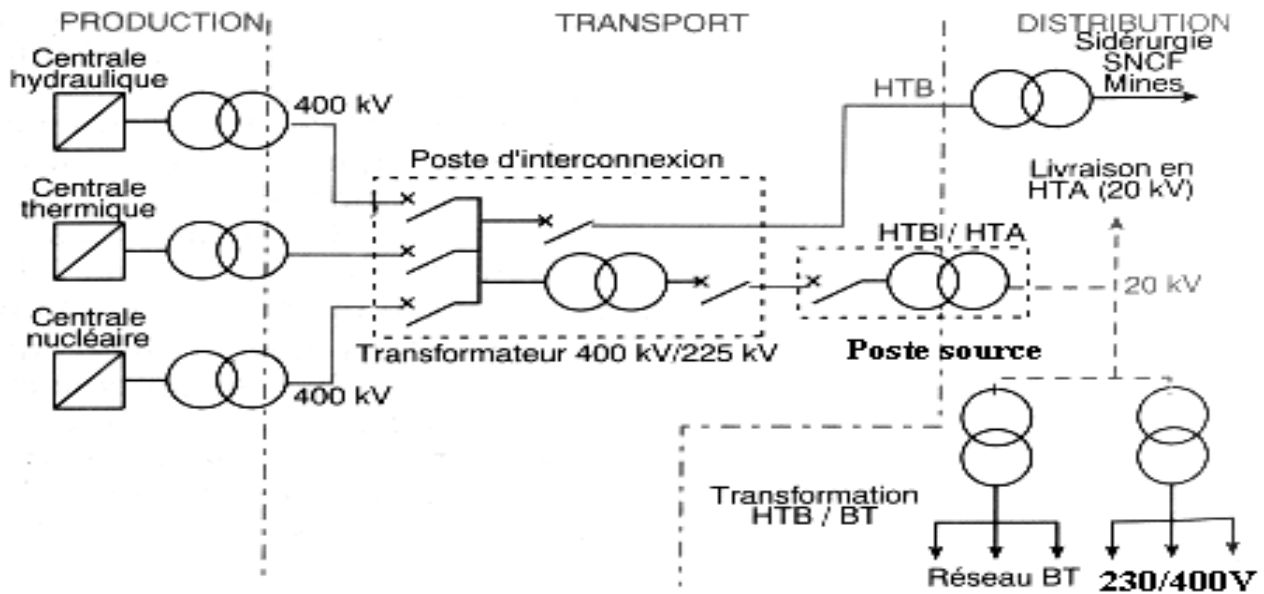 PRODUCTION
TRANSPORT
DISTRIBUTION
Centrale
hydraulique
400 kV
HTB
Sidérurgie
SNCF
Mines
Poste d'interconnexion
Livraison en
HTA (20 kV)
Centrale
thermique
HTB / HTA
20 kV
Centrale
nucléaire
400 kV
Transformateur 400 kV/225 kV
Poste source
Transformation
HTB / BT
Réseau BT
230/400V